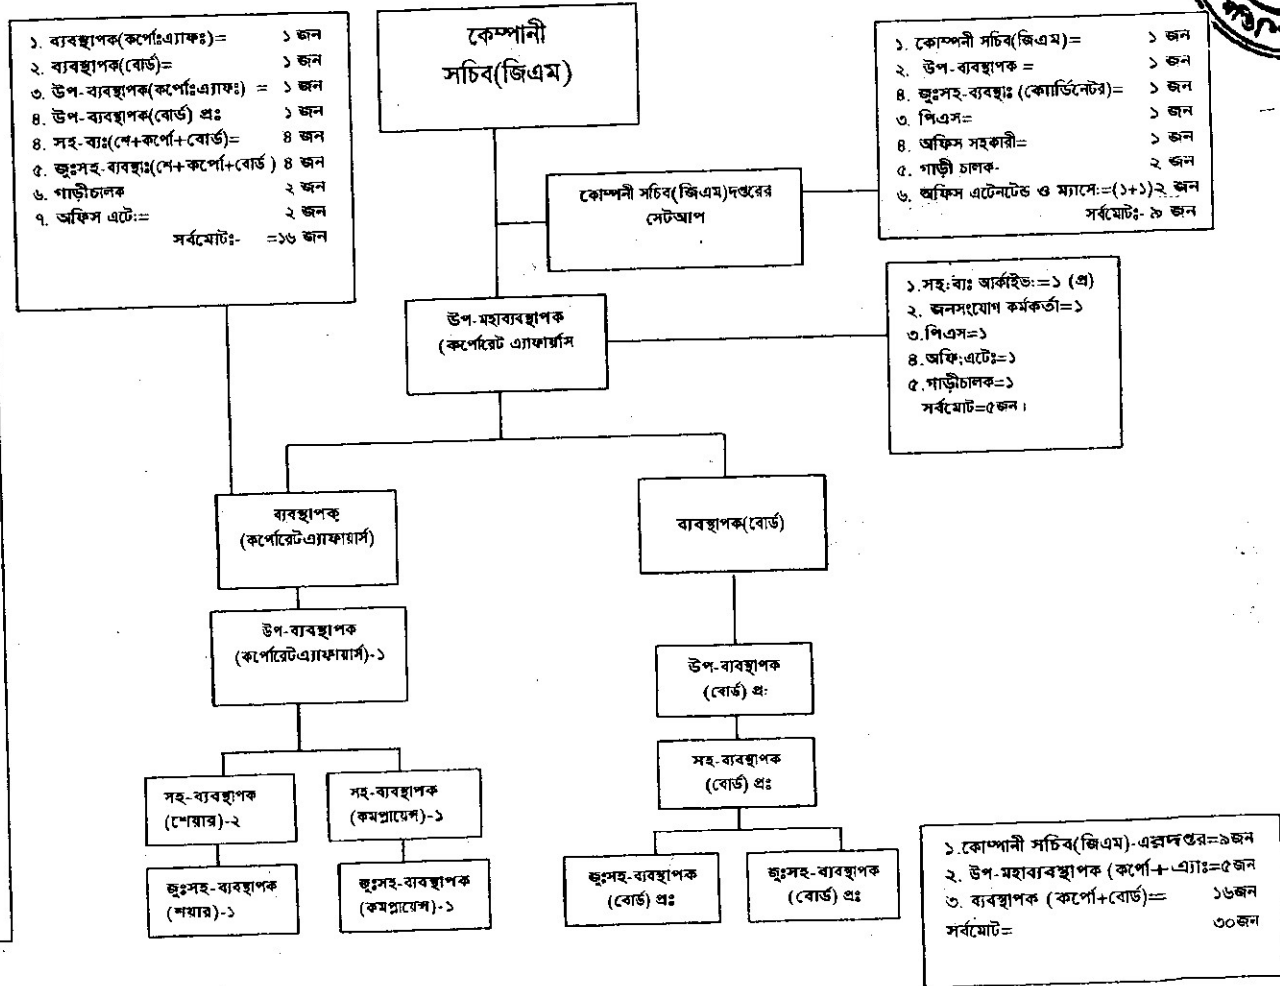 ১. ব্যবস্থাপক(কর্পোঃএ্যাফঃ)= ১ জন
২. ব্যবস্থাপক(বোর্ড)= ১ জন
৩. উপ-ব্যবস্থাপক(কর্পোঃএ্যাফঃ) = ১ জন
৪. উপ-ব্যবস্থাপক(বোর্ড) প্রঃ ১ জন
৪. সহ-ব্যঃ(শে+কর্পো+বোর্ড)= ৪ জন
৫. জুঃসহ-ব্যবস্থাঃ(শে+কর্পো+বোর্ড ) ৪ জন
৬. গাড়ীচালক ২ জন
৭. অফিস এটেঃ= ২ জন
সর্বমোটঃ- =১৬ জন
কেম্পানী
সচিব(জিএম)
১. কোম্পনী সচিব(জিএম)= ১ জন
২. উপ-ব্যবস্থাপক = ১ জন
৪. জুঃসহ-ব্যবস্থাঃ (কোর্ডিনেটর)= ১ জন
৩. পিএস= ১ জন
৪. অফিস সহকারী= ১ জন
৫. গাড়ী চালক- ২ জন
৬. অফিস এটেনটেন্ড ও ম্যাসেঃ=(১+১)২ জন
সর্বমোটঃ- ৯ জন
কোম্পনী সচিব(জিএম)দপ্তরের
সেটআপ
১.সহ:ব্যঃ আর্কাইভ:=১ (প্র)
২. জনসংযোগ কর্মকর্তা=১
৩.পিএস=১
৪.অফি:এটেঃ=১
৫.গাড়ীচালক=১
সর্বমোট=৫জন।
উপ-মহাব্যবস্থাপক
(কর্পোরেট এ্যাফার্য়াস
ব্যবস্থাপক
(কর্পোরেটএ্যাফায়ার্স)
ব্যবস্থাপক(বোর্ড)
উপ-ব্যবস্থাপক
(কর্পোরেটএ্যাফায়ার্স)-১
উপ-ব্যবস্থাপক
(বোর্ড) প্র:
সহ-ব্যবস্থাপক
(বোর্ড) প্রঃ
সহ-ব্যবস্থাপক
(শেয়ার)-২
সহ-ব্যবস্থাপক
(কমপ্লায়েন্স)-১
জুঃসহ-ব্যবস্থাপক
(শয়ার)-১
জুঃসহ-ব্যবস্থাপক
(কমপ্লায়েন্স)-১
জুঃসহ-ব্যবস্থাপক
(বোর্ড) প্রঃ
জুঃসহ-ব্যবস্থাপক
(বোর্ড) প্রঃ
১.কোম্পানী সচিব(জিএম)-এরদপ্তর=৯জন
২. উপ-মহাব্যবস্থাপক (কর্পো+এ্যাঃ=৫জন
৩. ব্যবস্থাপক (কর্পো+বোর্ড)= ১৬জন
সর্বমোট= ৩০জন